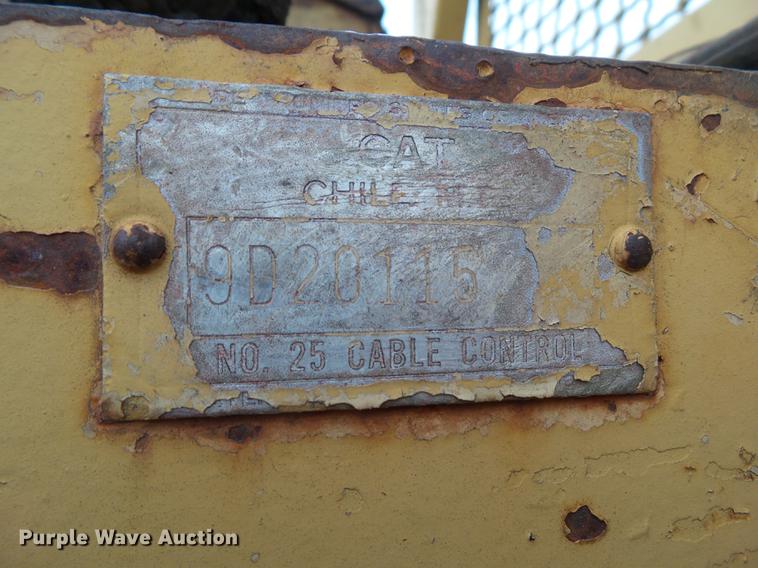 CAT
CHILE
9D20115
NO. 25 CABLE CONTROL
Purple Wave Auction